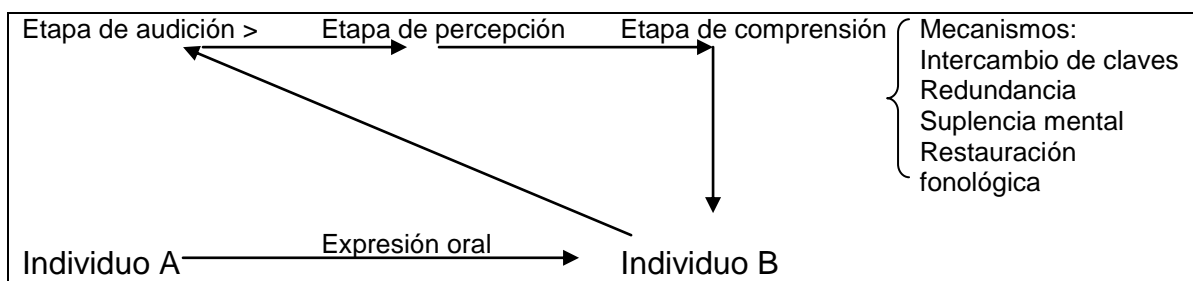 Etapa de audición > Etapa de percepción Etapa de comprensión
Mecanismos:
Intercambio de claves
Redundancia
Suplencia mental
Restauración
fonológica
Expresión oral
Individuo A Individuo B